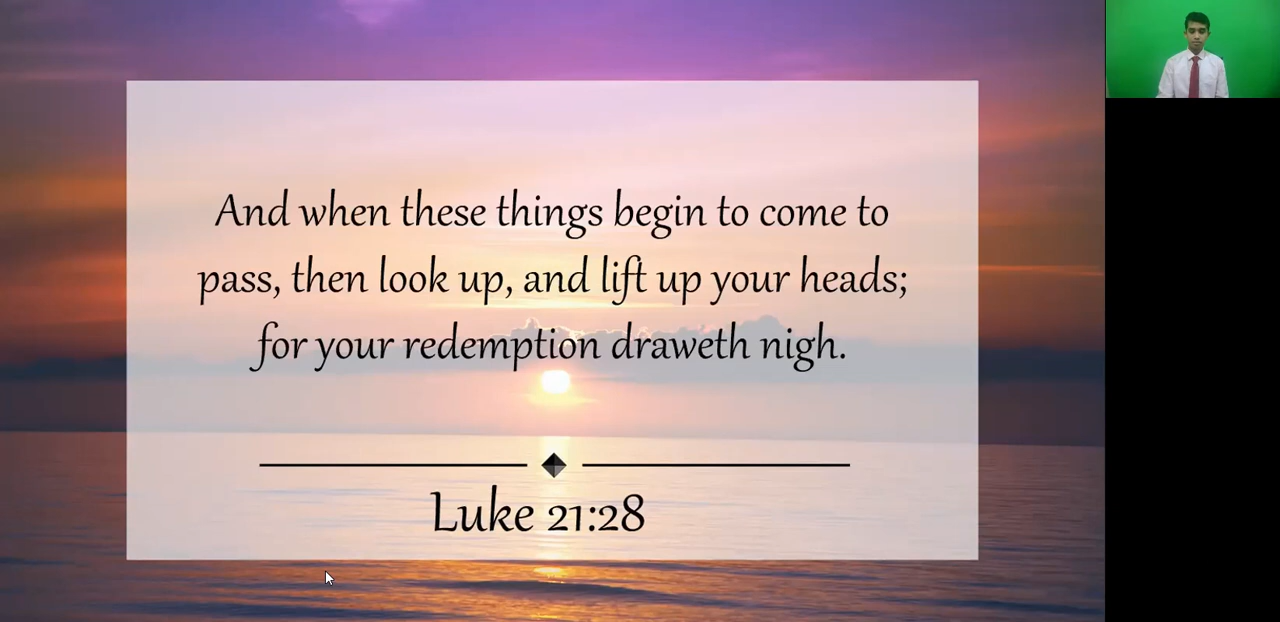 And when these things begin to come to
pass, then look up, and lift up your heads;
for your redemption draweth nigh.
Luke 21:28